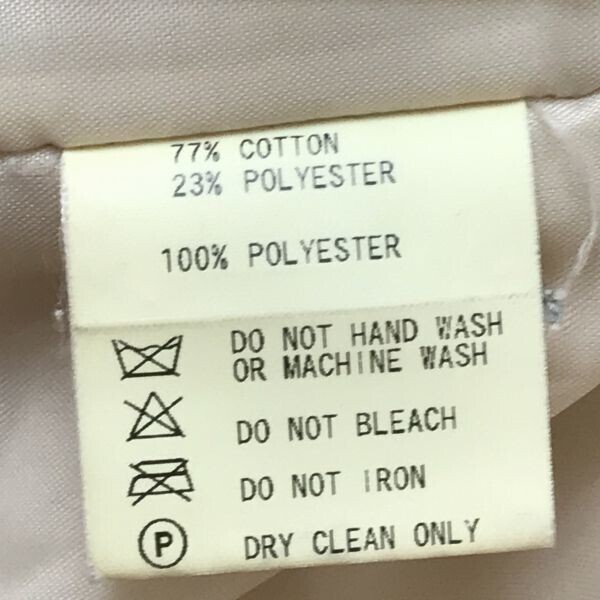 77% COTTON
23% POLYESTER
100% POLYESTER
DO NOT HAND WASH
OR MACHINE WASH
DO NOT BLEACH
DO NOT IRON
P DRY CLEAN ONLY